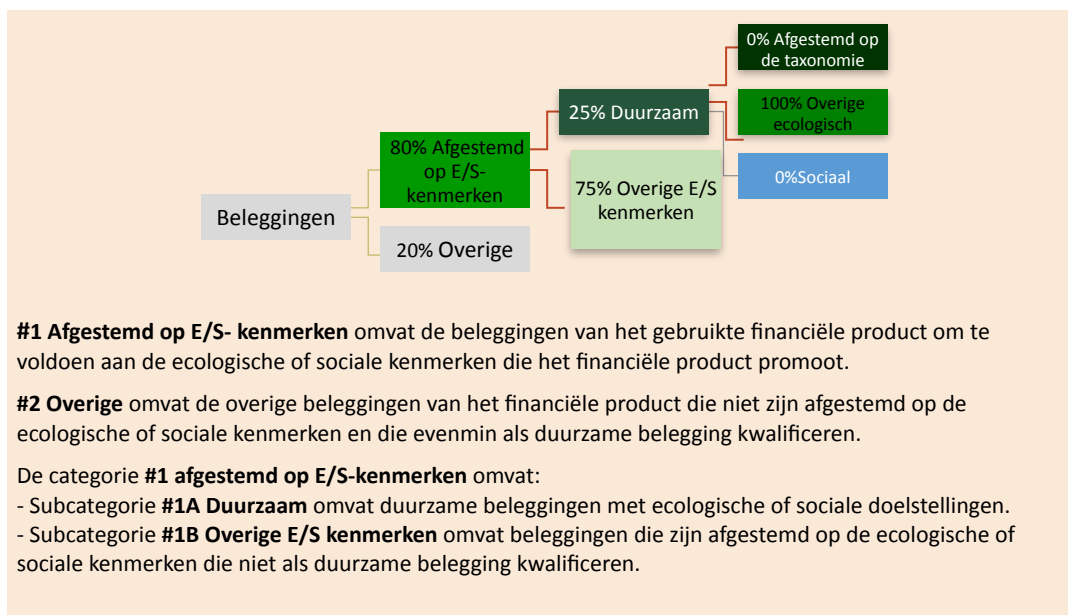 0% Afgestemd op
de taxonomie
25% Duurzaam
100% Overige
ecologisch
80% Afgestemd
op E/S-
kenmerken
75% Overige E/S
kenmerken
0%Sociaal
Beleggingen
20% Overige
#1 Afgestemd op E/S- kenmerken omvat de beleggingen van het gebruikte financiële product om te
voldoen aan de ecologische of sociale kenmerken die het financiële product promoot.
#2 Overige omvat de overige beleggingen van het financiële product die niet zijn afgestemd op de
ecologische of sociale kenmerken en die evenmin als duurzame belegging kwalificeren.
De categorie #1 afgestemd op E/S-kenmerken omvat:
- Subcategorie #1A Duurzaam omvat duurzame beleggingen met ecologische of sociale doelstellingen.
- Subcategorie #1B Overige E/S kenmerken omvat beleggingen die zijn afgestemd op de ecologische of
sociale kenmerken die niet als duurzame belegging kwalificeren.